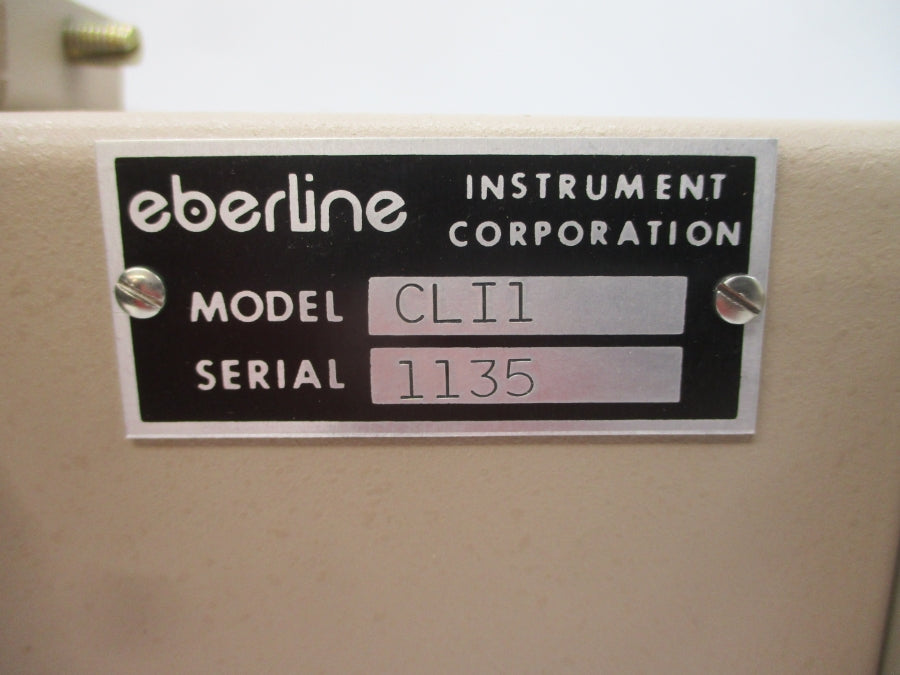 eberline INSTRUMENT
CORPORATION
MODEL CLI1
SERIAL 1135